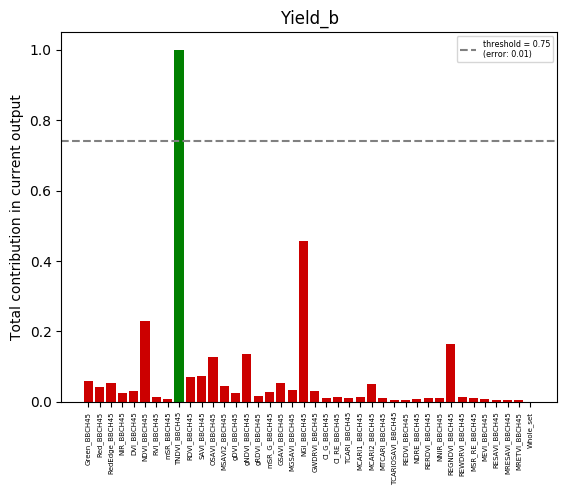 Yield_b
Total contribution in current output
1.0
0.8
0.6
0.4
0.2
0.0
threshold = 0.75
(error: 0.01)
Green_BBCH45
Red_BBCH45
RedEdge_BBCH45
NIR_BBCH45
DVI_BBCH45
NDVI_BBCH45
RVI_BBCH45
mSR_BBCH45
TNDVI_BBCH45
RDVI_BBCH45
SAVI_BBCH45
OSAVI_BBCH45
MSAVI2_BBCH45
gDVI_BBCH45
gNDVI_BBCH45
gRDVI_BBCH45
mSR_G_BBCH45
GSAVI_BBCH45
MGSAVI_BBCH45
NGI_BBCH45
GWDRVI_BBCH45
CI_G_BBCH45
CI_RE_BBCH45
TCARI_BBCH45
MCARI1_BBCH45
MCARI2_BBCH45
MTCARI_BBCH45
TCARIOSAVI_BBCH45
REDVI_BBCH45
NDRE_BBCH45
RERDVI_BBCH45
NNIR_BBCH45
REGNDVI_BBCH45
REWDRVI_BBCH45
MSR_RE_BBCH45
MEVI_BBCH45
RESAVI_BBCH45
MRESAVI_BBCH45
MRETVI_BBCH45
Whole_set